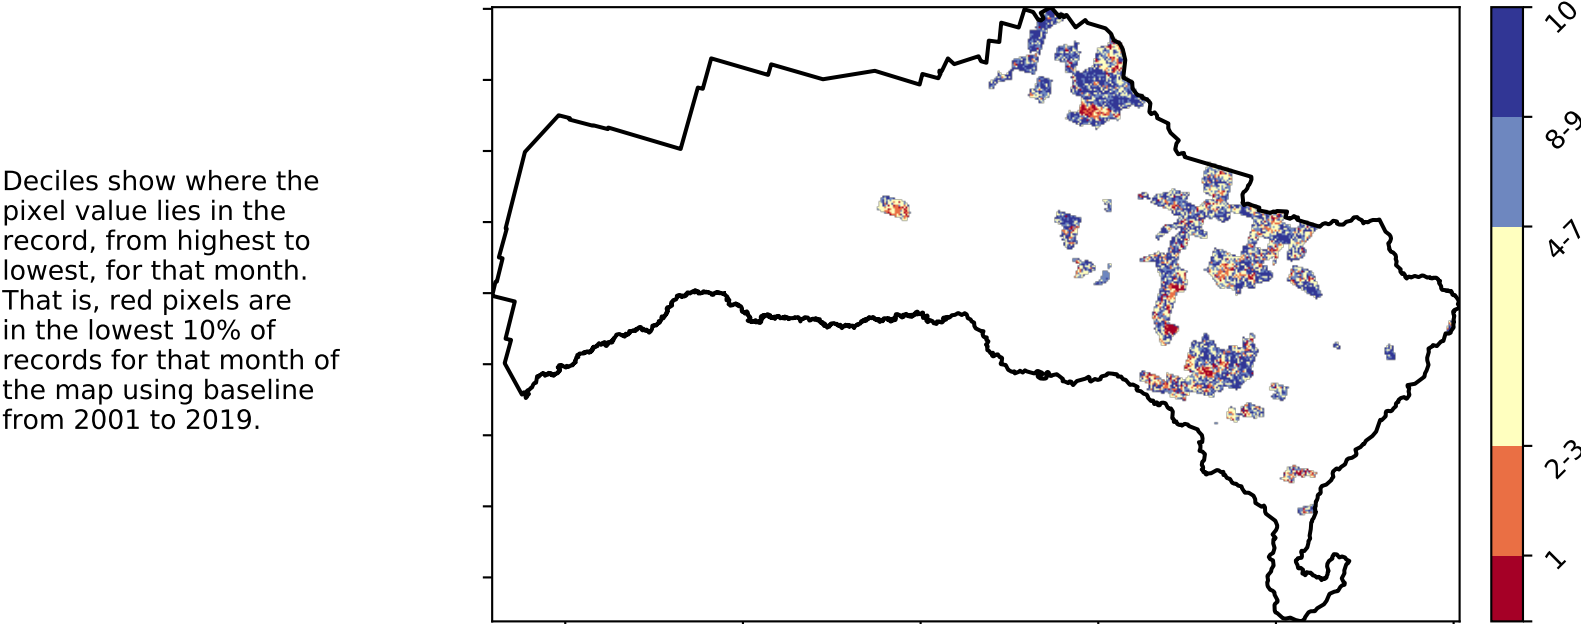 Deciles show where the
pixel value lies in the
record, from highest to
lowest, for that month.
That is, red pixels are
in the lowest 10% of
records for that month of
the map using baseline
from 2001 to 2019.
10
8-9
4-7
2-3
1